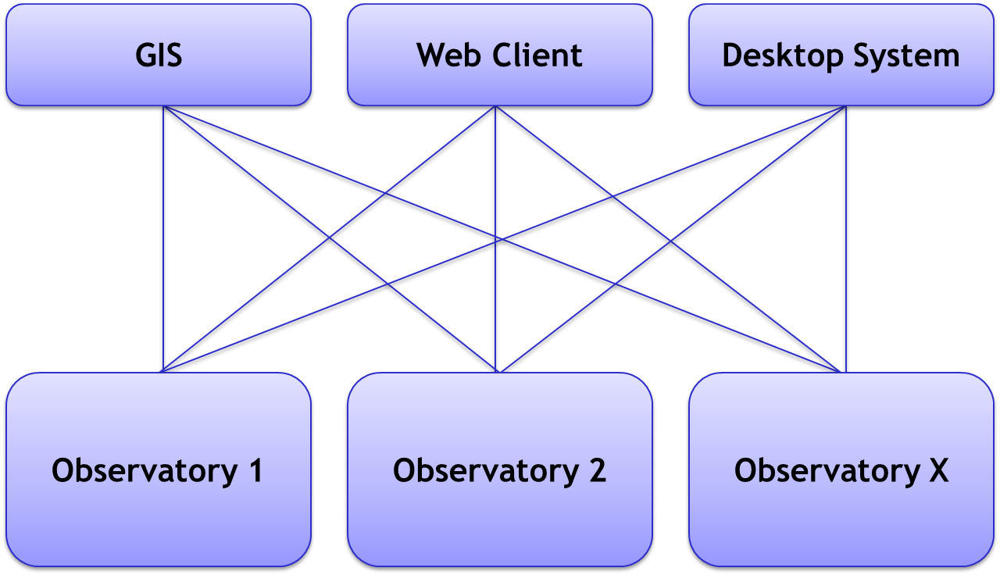 GIS
Web Client
Desktop System
Observatory 1
Observatory 2
Observatory X